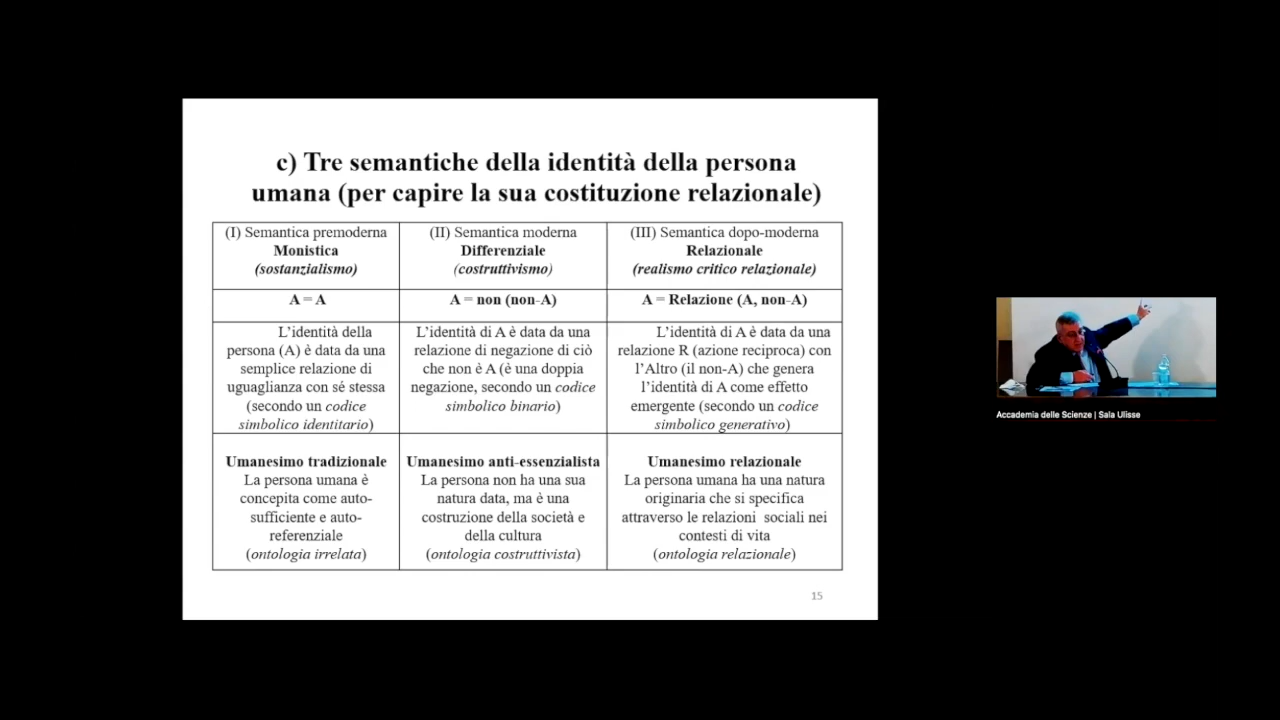 c) Tre semantiche della identità della persona
umana (per capire la sua costituzione relazionale)
(I) Semantica premoderna
Monistica
(sostanzialismo)
(II) Semantica moderna
Differenziale
(costruttivismo)
(III) Semantica dopo-moderna
Relazionale
(realismo critico relazionale)
A = A
A = non (non-A)
A = Relazione (A, non-A)
L’identità della
persona (A) è data da una
semplice relazione di
uguaglianza con sé stessa
(secondo un codice
simbolico identitario)
L’identità di A è data da una
relazione di negazione di ciò
che non è A (è una doppia
negazione, secondo un codice
simbolico binario)
L’identità di A è data da una
relazione R (azione reciproca) con
l’Altro (il non-A) che genera
l’identità di A come effetto
emergente (secondo un codice
simbolico generativo)
Umanesimo tradizionale
La persona umana è
concepita come auto-
sufficiente e auto-
referenziale
(ontologia irrelata)
Umanesimo anti-essenzialista
La persona non ha una sua
natura data, ma è una
costruzione della società e
della cultura
(ontologia costruttivista)
Umanesimo relazionale
La persona umana ha una natura
originaria che si specifica
attraverso le relazioni sociali nei
contesti di vita
(ontologia relazionale)
15
Accademia delle Scienze | Sala Ulisse